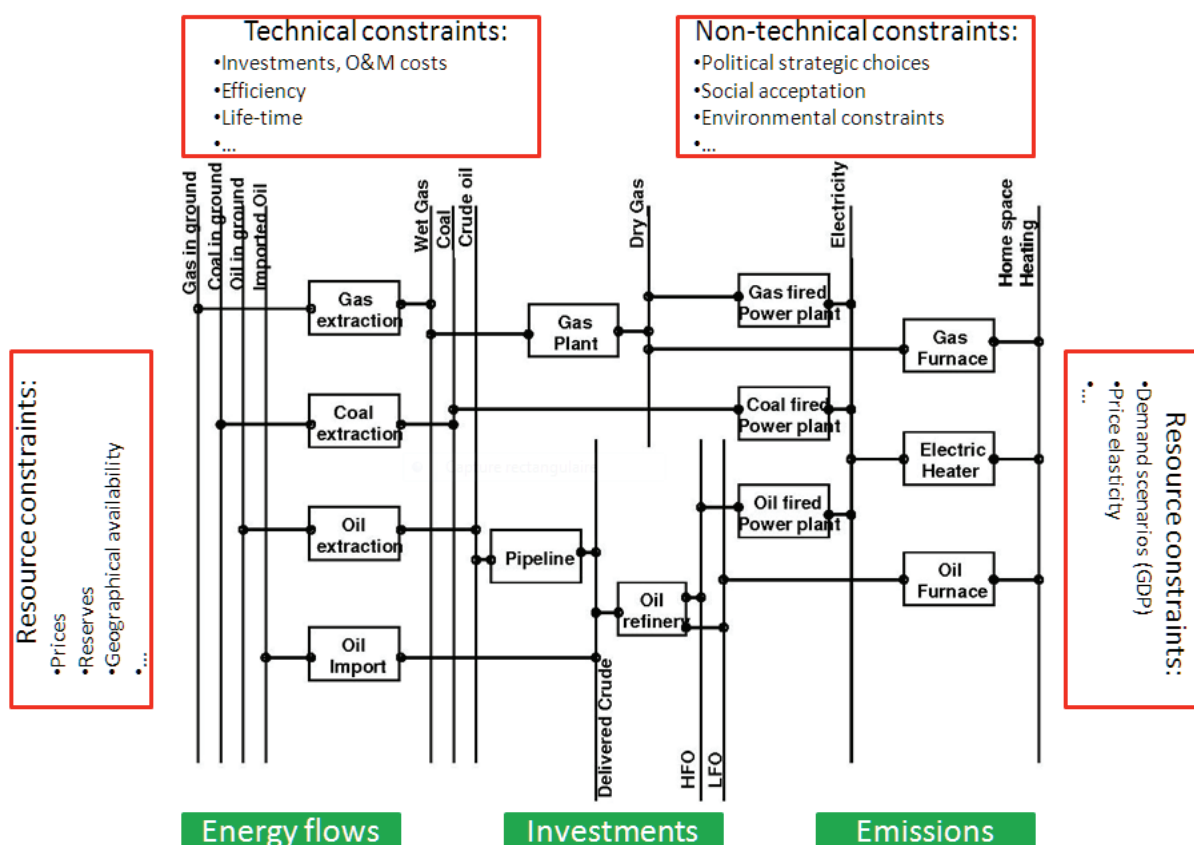 Technical constraints:
•Investments, O&M costs
•Efficiency
•Life-time
•...
Non-technical constraints:
•Political strategic choices
•Social acceptation
•Environmental constraints
•...
Gas in ground
Coal in ground
Oil in ground
Imported Oil
Wet Gas
Coal
Crude oil
Dry Gas
Electricity
Home space
Heating
Gas
extraction
Gas
Plant
Gas fired
Power plant
Gas
Furnace
Coal
extraction
Coal fired
Power plant
Electric
Heater
Capture rectangulaire
Oil
extraction
Pipeline
Oil
refinery
Oil fired
Power plant
Oil
Furnace
Oil
Import
Delivered Crude
HFO
LFO
Resource constraints:
•Prices
•Reserves
•Geographical availability
•...
Resource constraints:
•Demand scenarios (GDP)
•Price elasticity
•...
Energy flows
Investments
Emissions